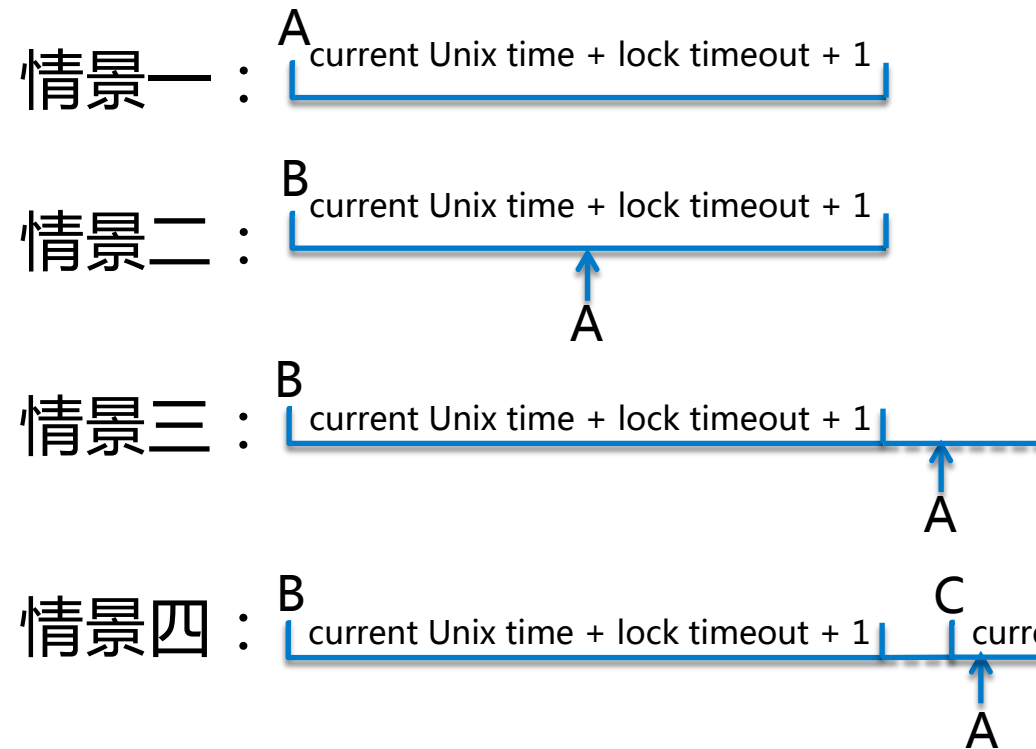 A
情景一： current Unix time + lock timeout + 1
B
情景二： current Unix time + lock timeout + 1
A
B
情景三： current Unix time + lock timeout + 1
A
B C
情景四： current Unix time + lock timeout + 1 curre
A